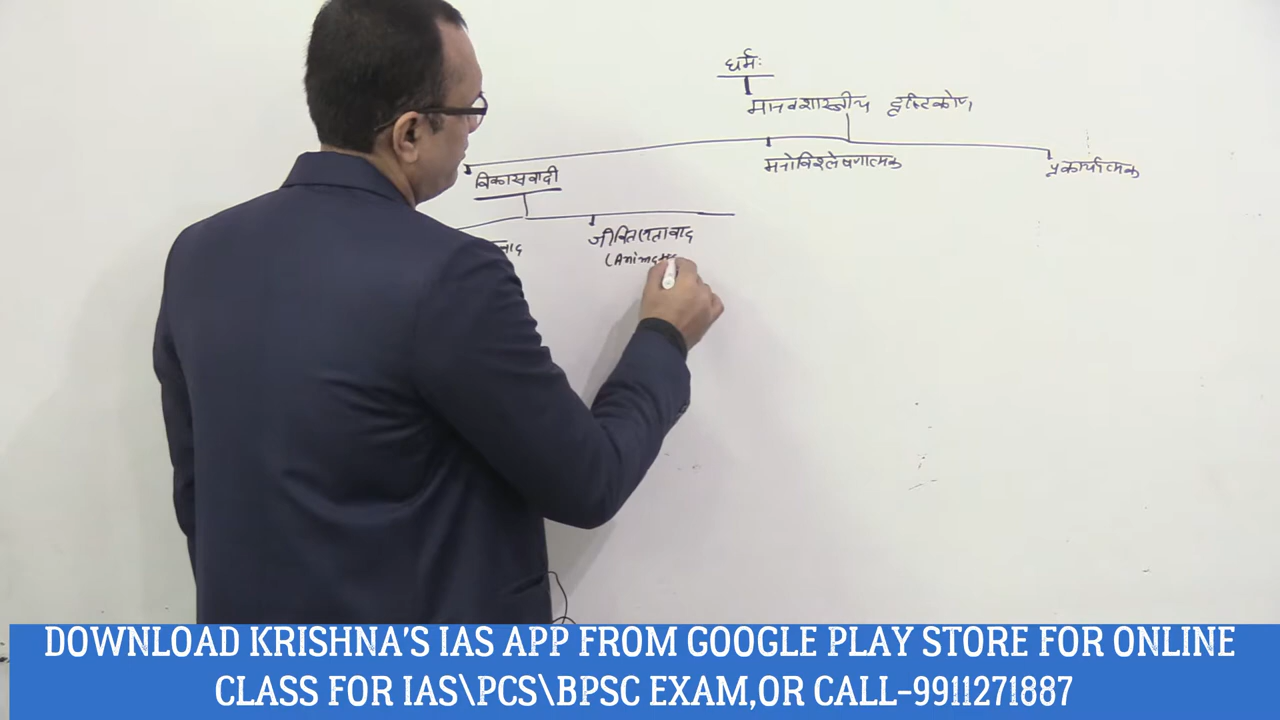 धर्म:
मानवशास्त्रीय दृष्टिकोण
विकासवादी
मनोविश्लेषणात्मक
प्रकार्यात्मक
जीवितसत्तावाद
DOWNLOAD KRISHNA'S IAS APP FROM GOOGLE PLAY STORE FOR ONLINE
CLASS FOR IAS\PCS\BPSC EXAM,OR CALL-9911271887